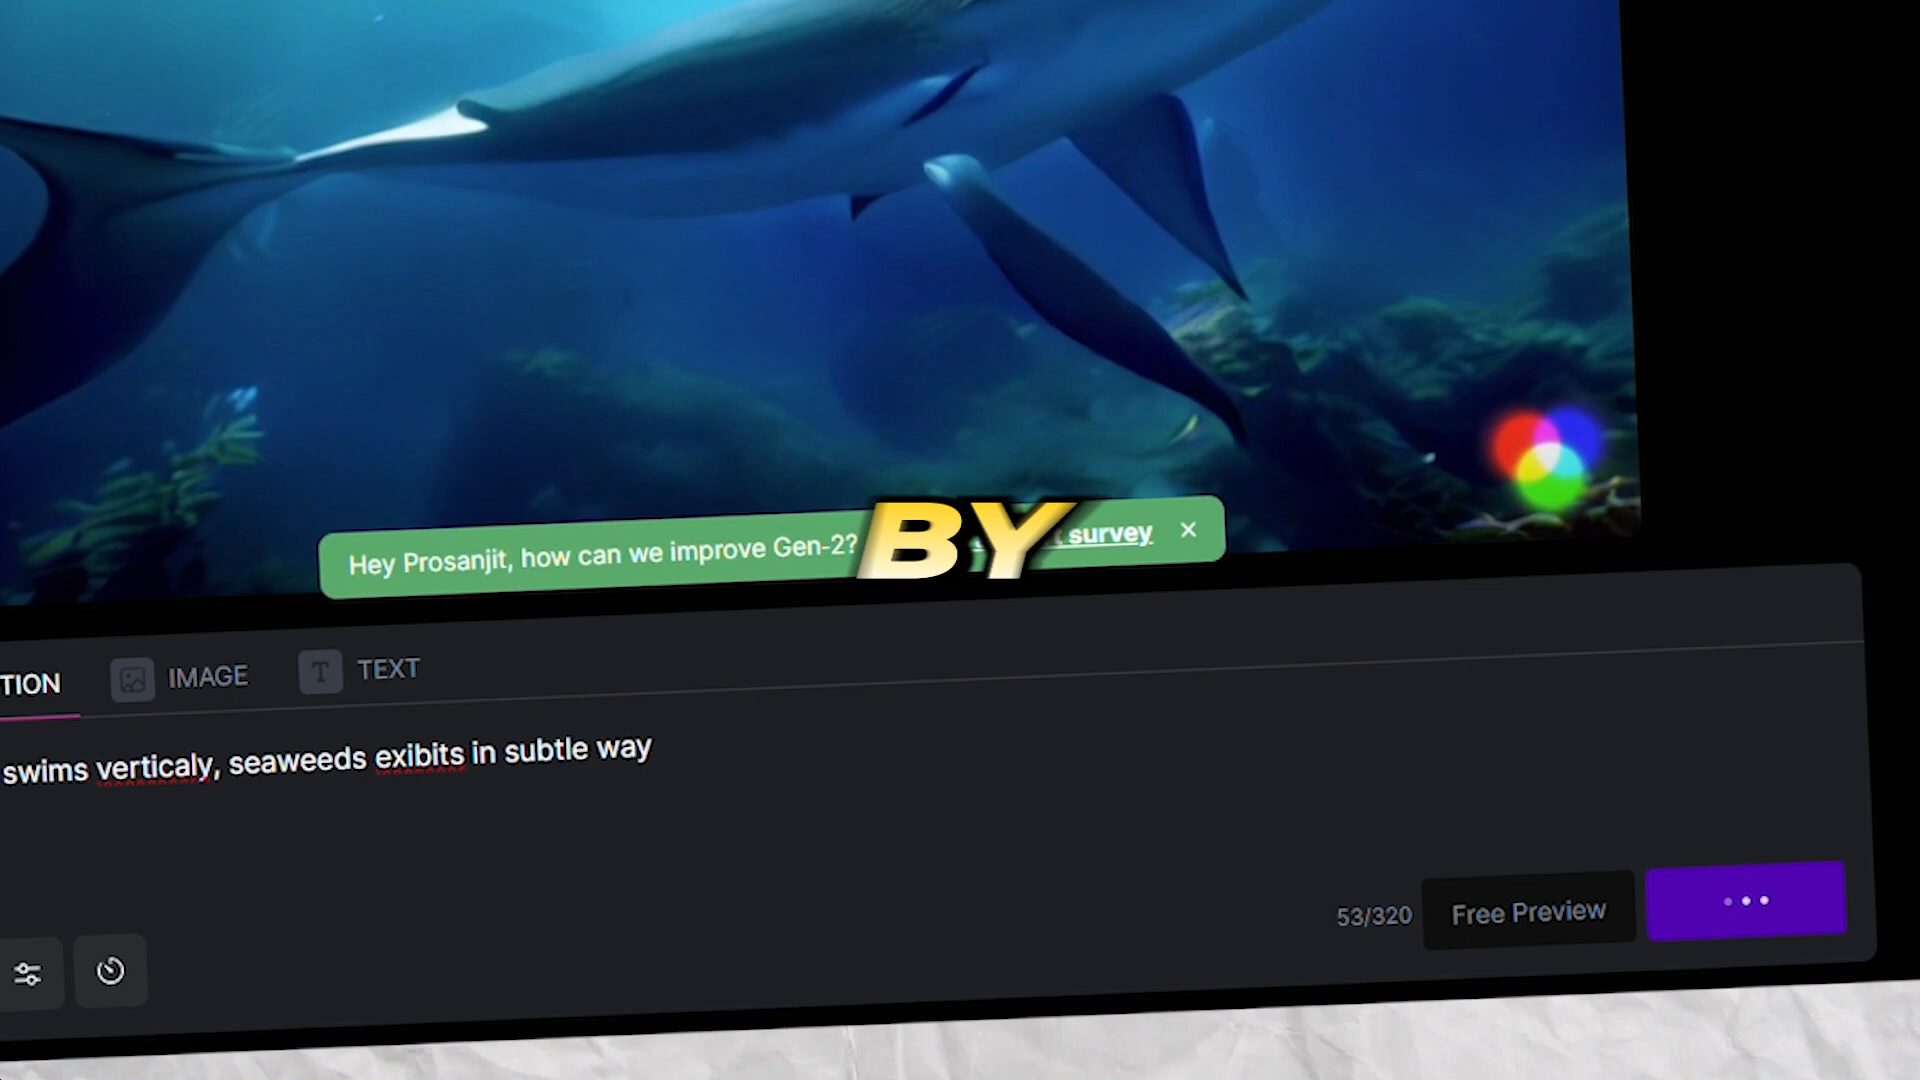 Hey Prosanjit, how can we improve Gen-2?
BY
survey
TION
IMAGE
T
TEXT
swims verticaly, seaweeds exibits in subtle way
53/320
Free Preview